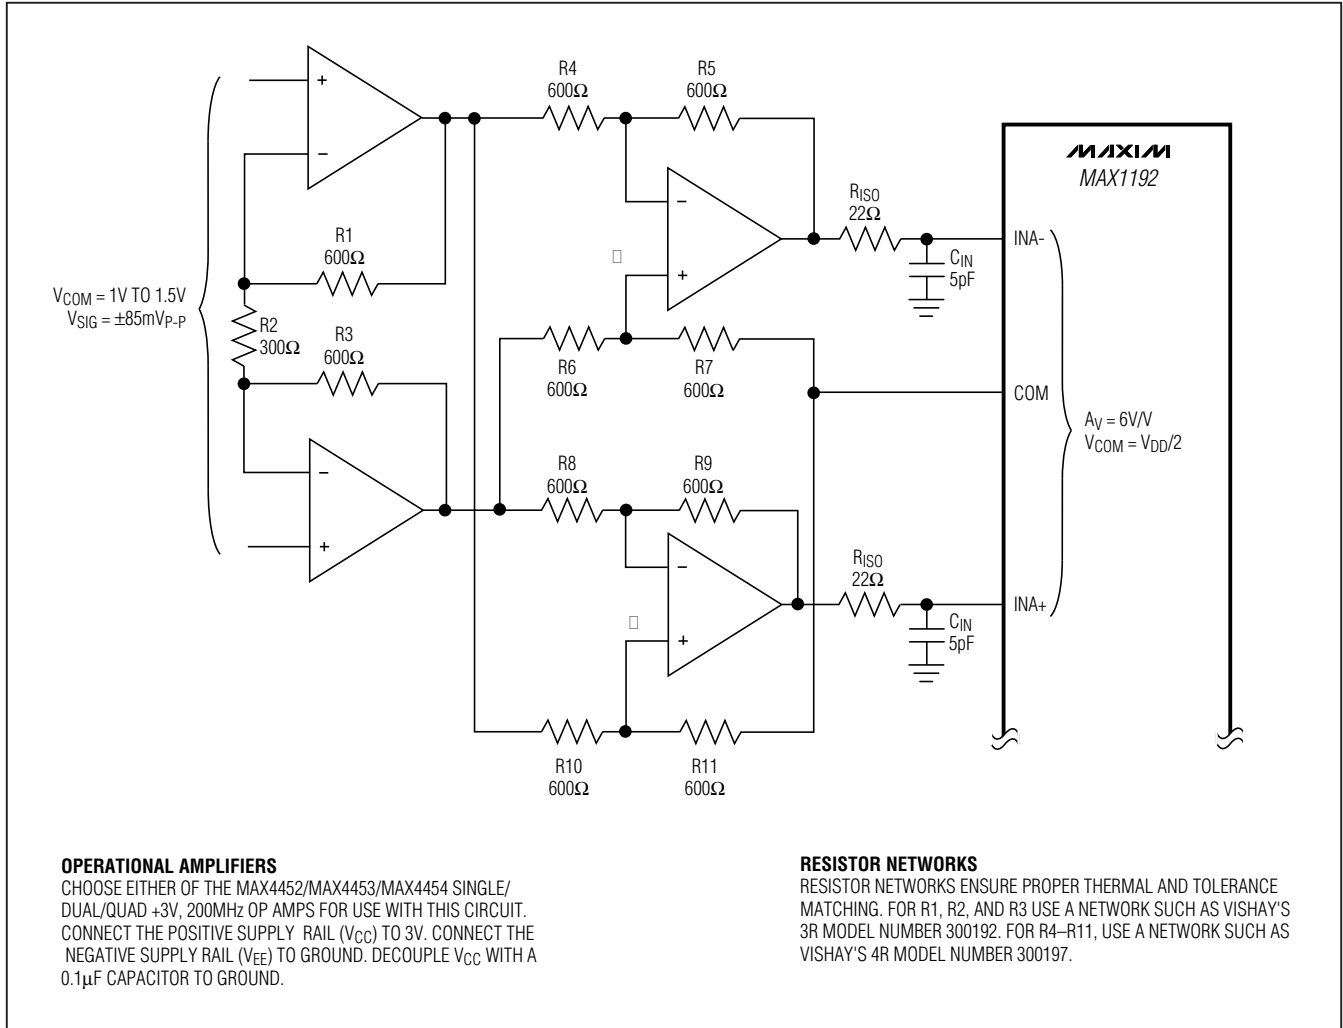 R4
600Ω
R5
600Ω
+
−
MAXIM
MAX1192
RISO
22Ω
−
INA-
R1
600Ω
+
CIN
5pF
VCOM = 1V TO 1.5V
VSIG = ±85mVP-P
R2
300Ω
R3
600Ω
R6
600Ω
R7
600Ω
COM
AV = 6V/V
VCOM = VDD/2
−
R8
600Ω
R9
600Ω
+
−
RISO
22Ω
INA+
+
CIN
5pF
R10
600Ω
R11
600Ω
OPERATIONAL AMPLIFIERS
CHOOSE EITHER OF THE MAX4452/MAX4453/MAX4454 SINGLE/
DUAL/QUAD +3V, 200MHz OP AMPS FOR USE WITH THIS CIRCUIT.
CONNECT THE POSITIVE SUPPLY RAIL (VCC) TO 3V. CONNECT THE
NEGATIVE SUPPLY RAIL (VEE) TO GROUND. DECOUPLE VCC WITH A
0.1μF CAPACITOR TO GROUND.
RESISTOR NETWORKS
RESISTOR NETWORKS ENSURE PROPER THERMAL AND TOLERANCE
MATCHING. FOR R1, R2, AND R3 USE A NETWORK SUCH AS VISHAY'S
3R MODEL NUMBER 300192. FOR R4–R11, USE A NETWORK SUCH AS
VISHAY'S 4R MODEL NUMBER 300197.